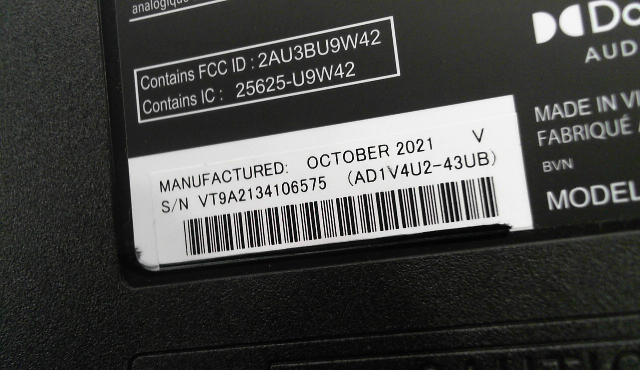 analogique
Contains FCC ID : 2AU3BU9W42
Contains IC : 25625-U9W42
AUD
MADE IN
FABRIQUÉ
BVN
MODEL
MANUFACTURED: OCTOBER 2021 V
S/N VT9A2134106575 (AD1V4U2-43UB)